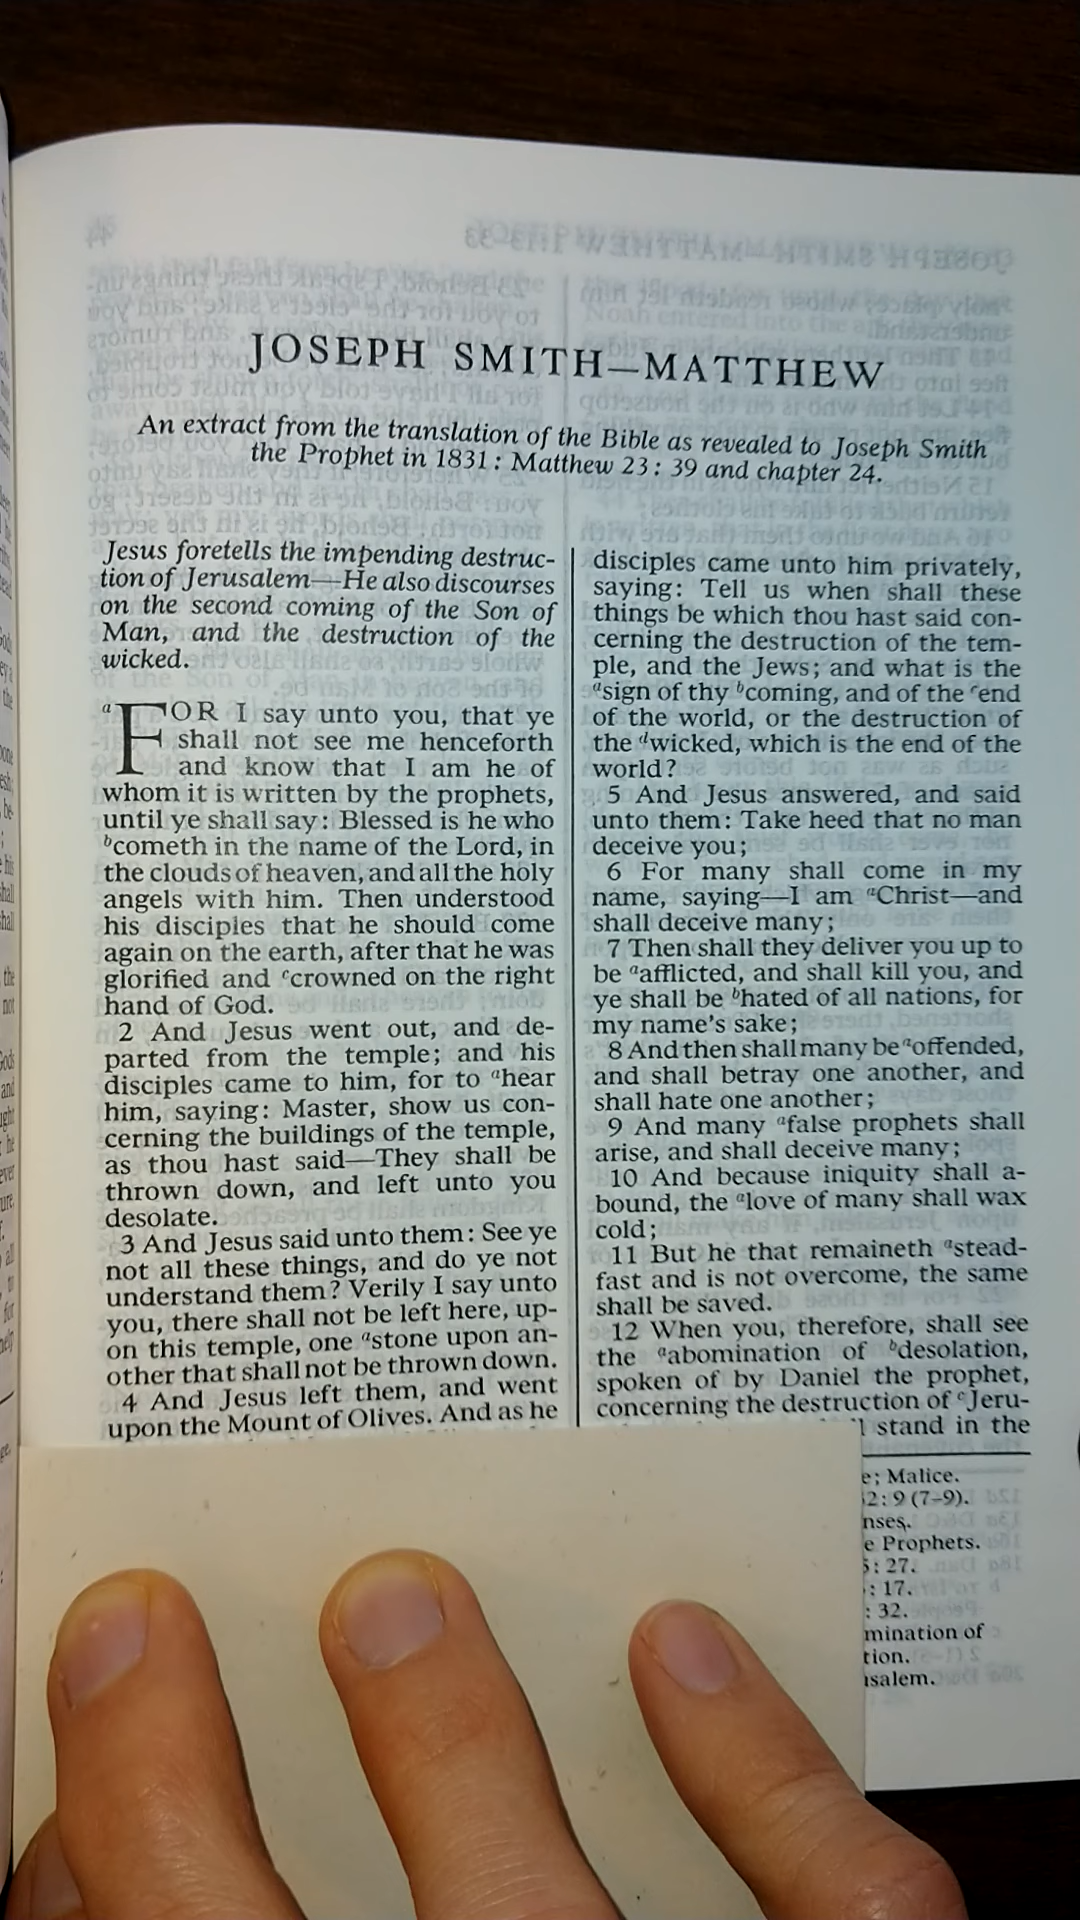 JOSEPH SMITH—MATTHEW
An extract from the translation of the Bible as revealed to Joseph Smith
the Prophet in 1831: Matthew 23:39 and chapter 24.
Jesus foretells the impending destruc-
tion of Jerusalem—He also discourses
on the second coming of the Son of
Man, and the destruction of the
wicked.
aFOR I say unto you, that ye
shall not see me henceforth
and know that I am he of
whom it is written by the prophets,
until ye shall say: Blessed is he who
bcometh in the name of the Lord, in
the clouds of heaven, and all the holy
angels with him. Then understood
his disciples that he should come
again on the earth, after that he was
glorified and ccrowned on the right
hand of God.
2 And Jesus went out, and de-
parted from the temple; and his
disciples came to him, for to ahear
him, saying: Master, show us con-
cerning the buildings of the temple,
as thou hast said—They shall be
thrown down, and left unto you
desolate.
3 And Jesus said unto them: See ye
not all these things, and do ye not
understand them? Verily I say unto
you, there shall not be left here, up-
on this temple, one astone upon an-
other that shall not be thrown down.
4 And Jesus left them, and went
upon the Mount of Olives. And as he
disciples came unto him privately,
saying: Tell us when shall these
things be which thou hast said con-
cerning the destruction of the tem-
ple, and the Jews; and what is the
asign of thy bcoming, and of the cend
of the world, or the destruction of
the dwicked, which is the end of the
world?
5 And Jesus answered, and said
unto them: Take heed that no man
deceive you;
6 For many shall come in my
name, saying—I am aChrist—and
shall deceive many;
7 Then shall they deliver you up to
be aafflicted, and shall kill you, and
ye shall be bhated of all nations, for
my name's sake;
8 And then shall many be aoffended,
and shall betray one another, and
shall hate one another;
9 And many afalse prophets shall
arise, and shall deceive many;
10 And because iniquity shall a-
bound, the alove of many shall wax
cold;
11 But he that remaineth astead-
fast and is not overcome, the same
shall be saved.
12 When you, therefore, shall see
the aabomination of bdesolation,
spoken of by Daniel the prophet,
concerning the destruction of cJeru-
stand in the
e; Malice.
2:9 (7–9).
nses.
e Prophets.
5:27.
:17.
:32.
mination of
tion.
usalem.